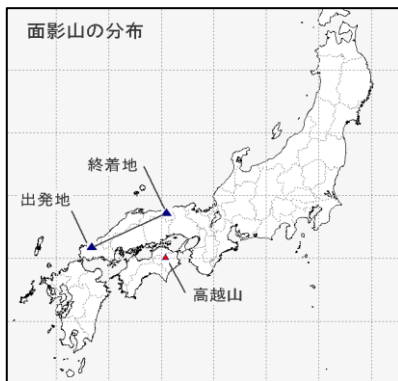 面影山の分布
終着地
出発地
高越山